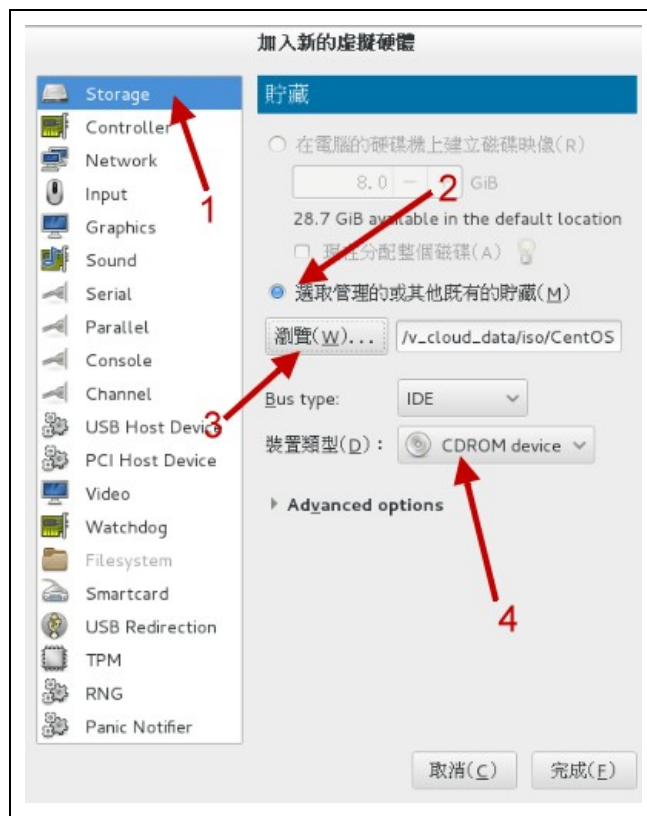 加入新的虛擬硬體
Storage
Controller
Network
Input
Graphics
Sound
Serial
Parallel
Console
Channel
USB Host Device
PCI Host Device
Video
Watchdog
Filesystem
Smartcard
USB Redirection
TPM
RNG
Panic Notifier
1
貯藏
在電腦的硬碟機上建立磁碟映像(R)
8.0 − GiB
2
28.7 GiB available in the default location
現在分配整個磁碟(A)
選取管理的或其他既有的貯藏(M)
瀏覽(W)... /v_cloud_data/iso/CentOS
3
Bus type: IDE
裝置類型(D)： CDROM device
Advanced options
4
取消(C) 完成(F)